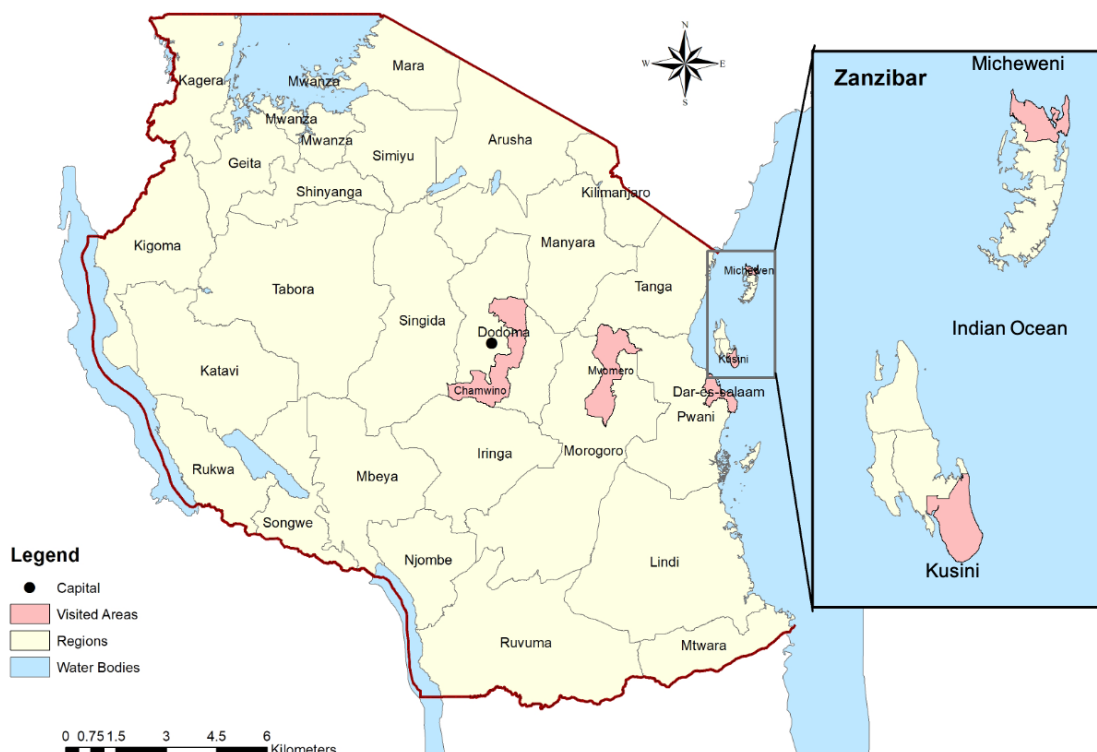 N
W
E
S
Kagera
Mwanza
Mara
Mwanza
Mwanza
Geita
Simiyu
Arusha
Shinyanga
Kilimanjaro
Kigoma
Manyara
Tabora
Singida
Tanga
Dodoma
Micheween
Kusini
Katavi
Chamwino
Mvomero
Dar-es-salaam
Pwani
Rukwa
Mbeya
Iringa
Morogoro
Songwe
Njombe
Lindi
Ruvuma
Mtwara
Zanzibar
Micheweni
Indian Ocean
Kusini
Legend
Capital
Visited Areas
Regions
Water Bodies
0 0.75 1.5 3 4.5 6
Kilometers